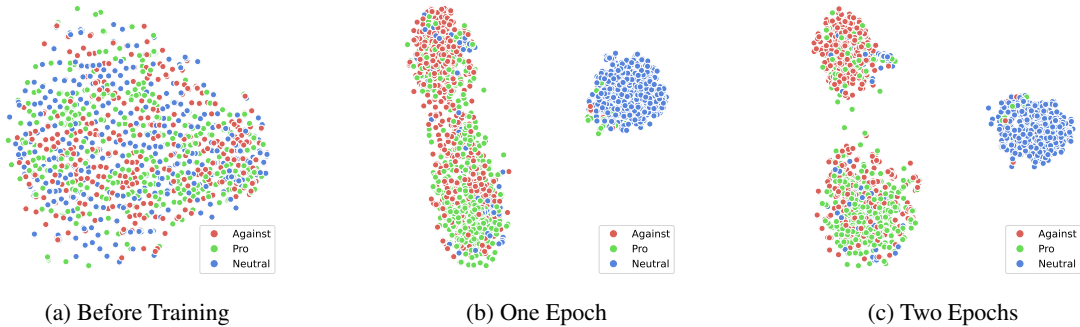 Against
Pro
Neutral
Against
Pro
Neutral
Against
Pro
Neutral
(a) Before Training
(b) One Epoch
(c) Two Epochs